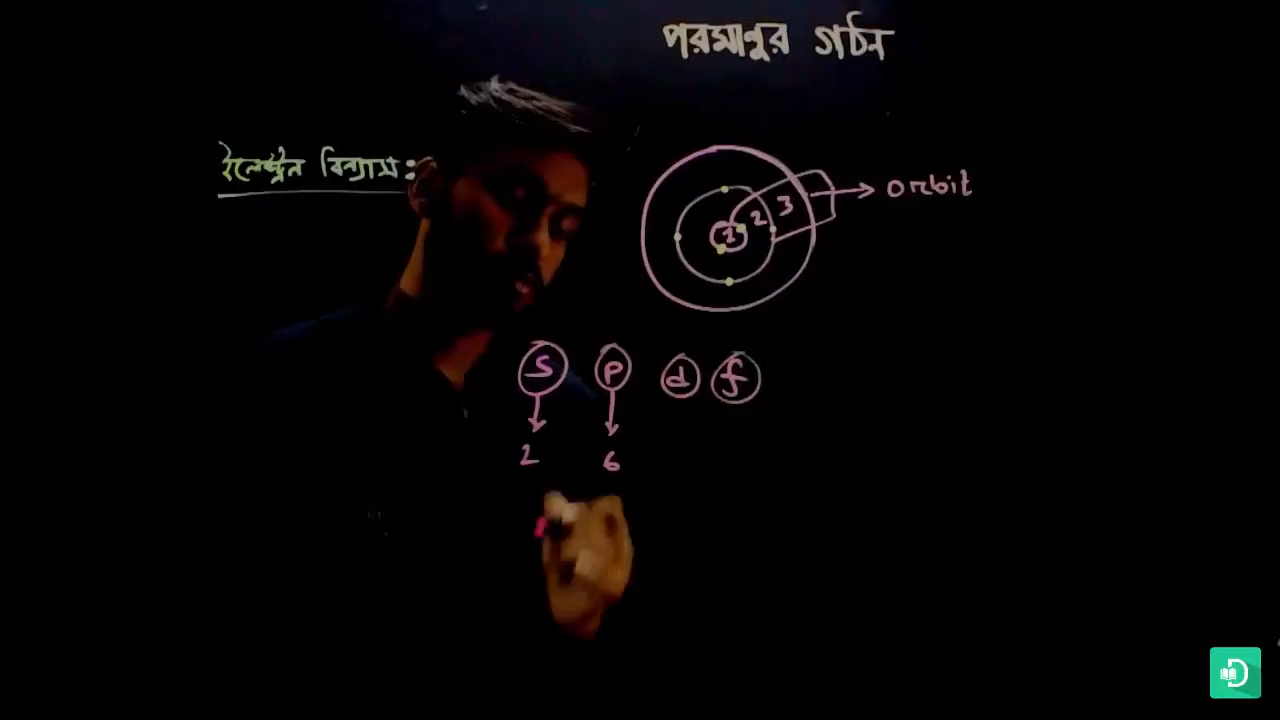 পরমানুর গঠন
ইলেক্ট্রন বিন্যাস:
1 2 3 orbit
s p d f
2 6